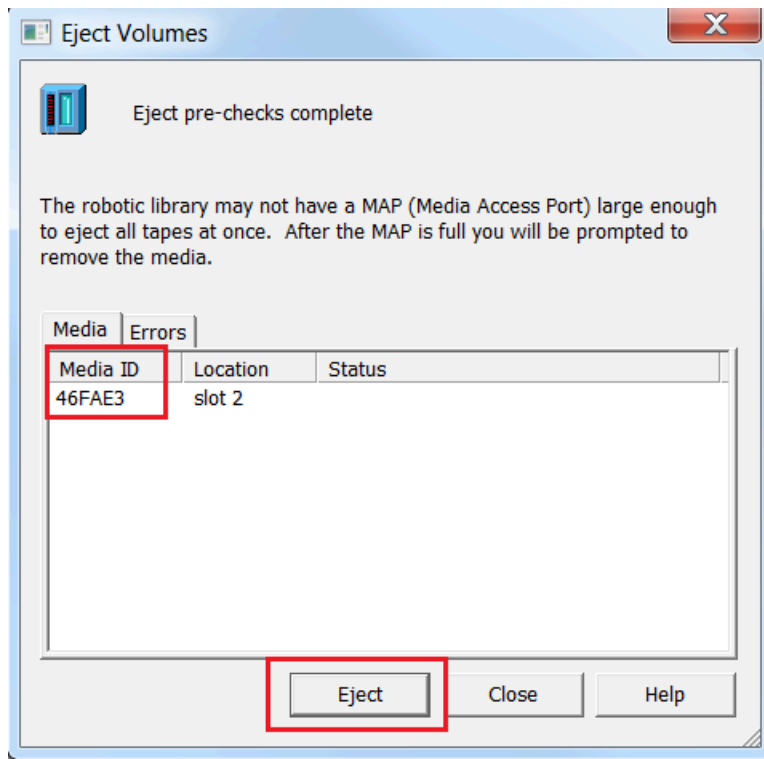 Eject Volumes
X
Eject pre-checks complete
The robotic library may not have a MAP (Media Access Port) large enough
to eject all tapes at once.  After the MAP is full you will be prompted to
remove the media.
Media Errors
Media ID Location Status
46FAE3 slot 2
Eject Close Help